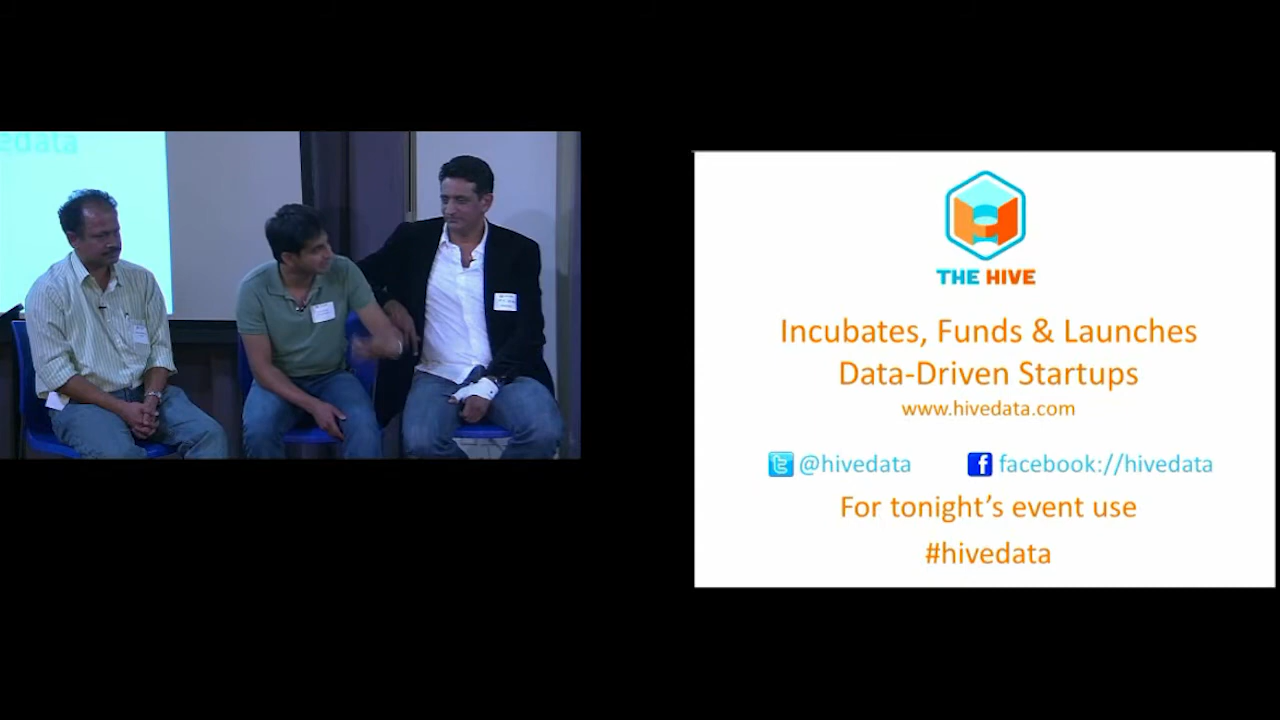 edata
THE HIVE
Incubates, Funds & Launches
Data-Driven Startups
www.hivedata.com
@hivedata
facebook://hivedata
For tonight's event use
#hivedata